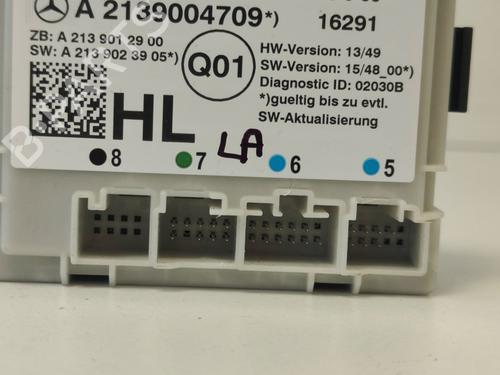 A 2139004709*)
16291
ZB: A 213 901 29 00
SW: A 213 902 39 05*)
Q01
HW-Version: 13/49
SW-Version: 15/48_00*)
Diagnostic ID: 02030B
*)gueltig bis zu evtl.
SW-Aktualisierung
HL
LA
8
7
6
5